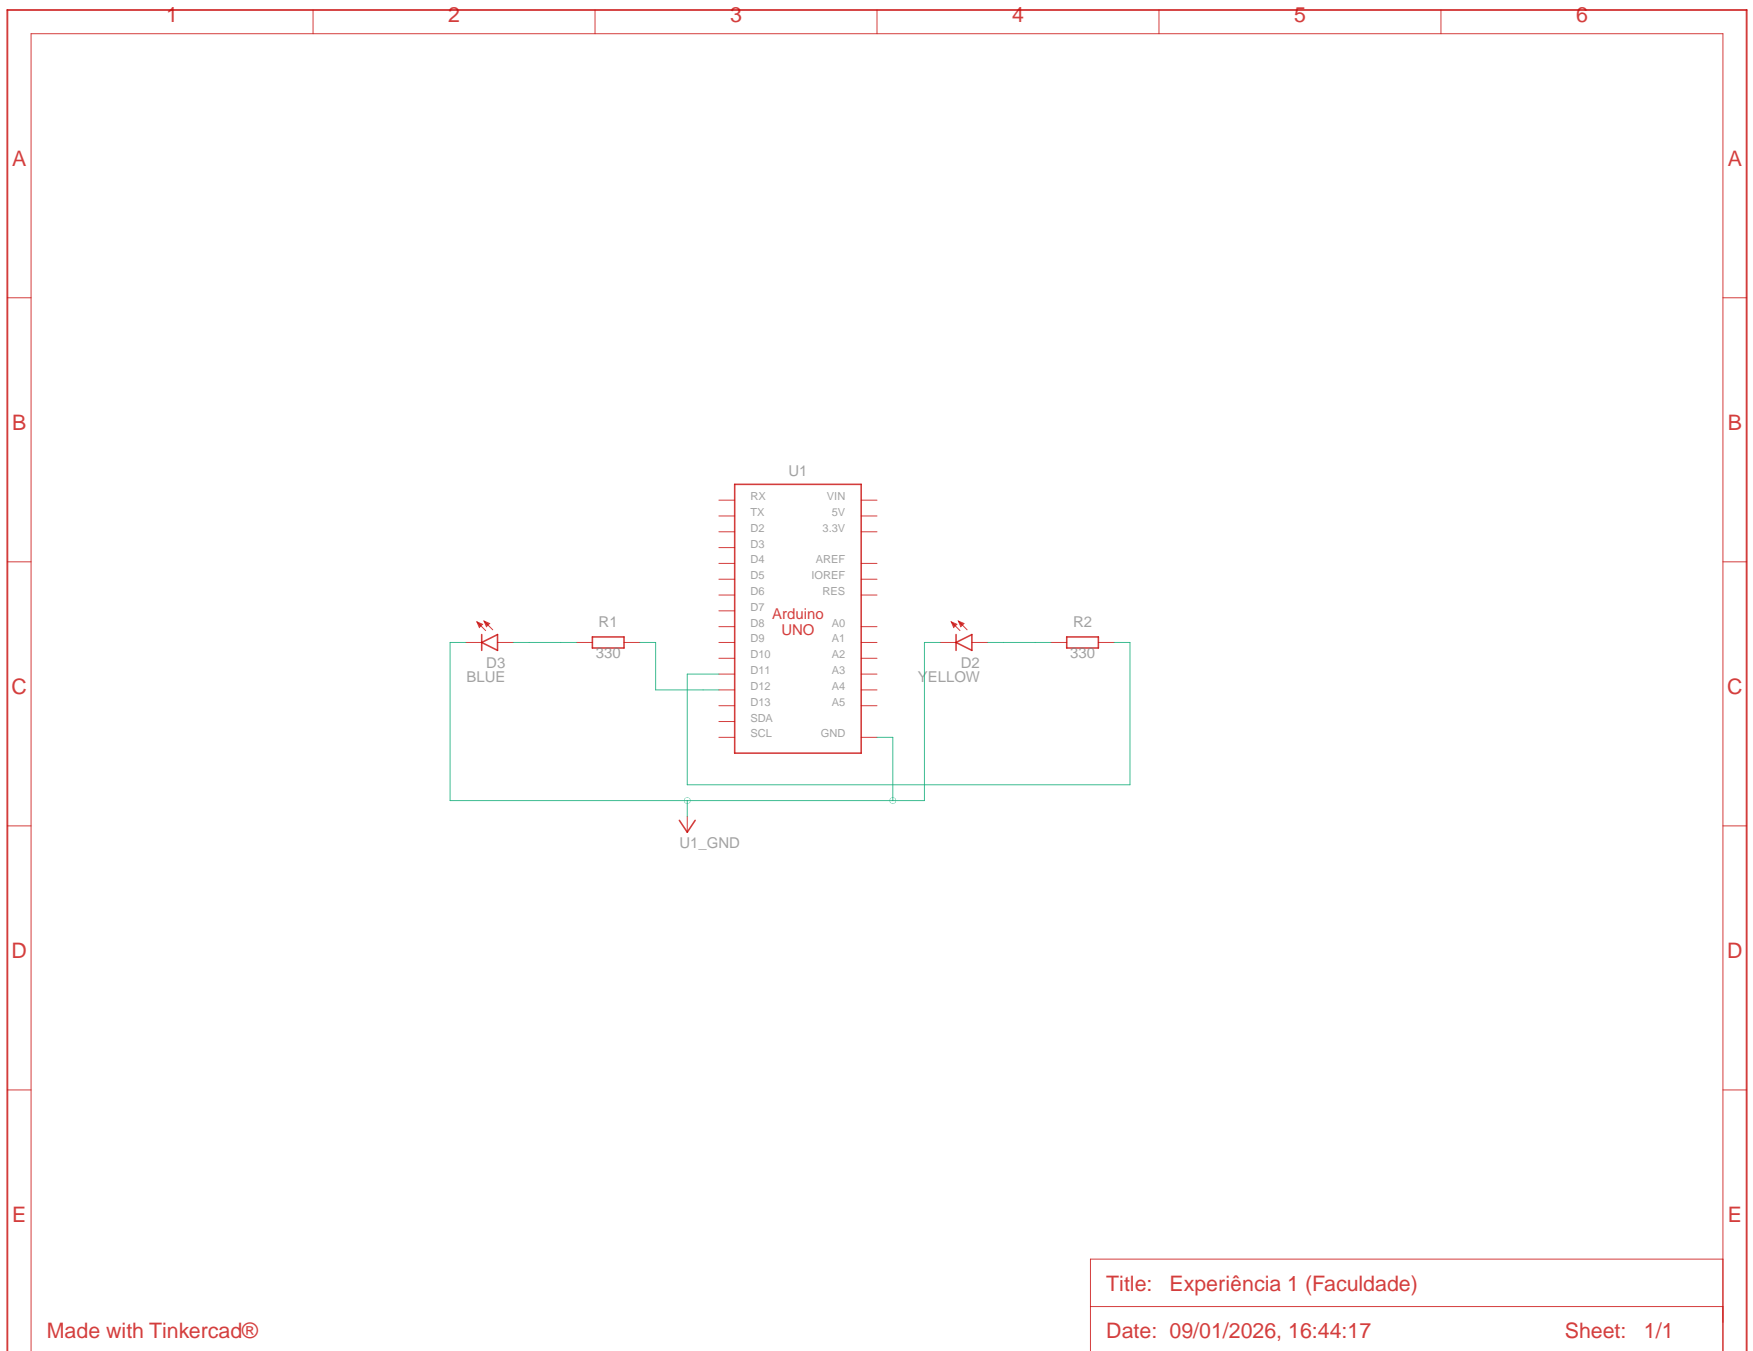 1 2 3 4 5 6
A A
B B
U1
RX VIN
TX 5V
D2 3.3V
D3
D4 AREF
D5 IOREF
D6 RES
D7
Arduino
UNO
D8 A0
D9 A1
D10 A2
D11 A3
D12 A4
D13 A5
SDA
SCL GND
R1
330
D3
BLUE
R2
330
D2
YELLOW
C C
U1_GND
D D
E E
Title: Experiência 1 (Faculdade)
Made with Tinkercad®
Date: 09/01/2026, 16:44:17 Sheet: 1/1